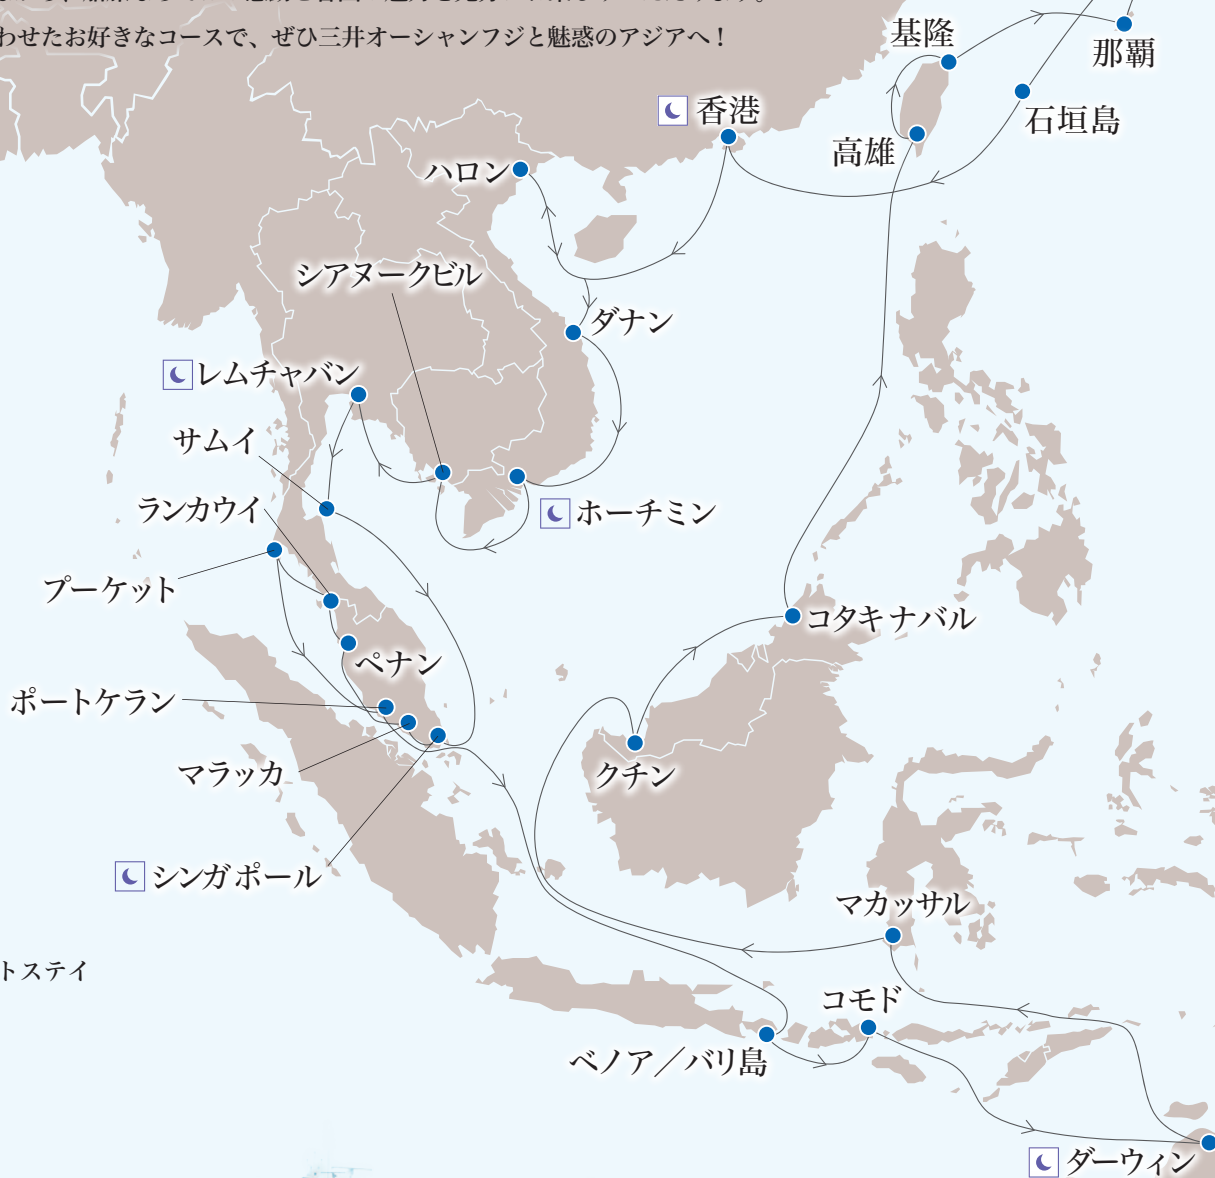 わせたお好きなコースで、ぜひ三井オーシャンフジと魅惑のアジアへ！
基隆
那覇
香港
石垣島
高雄
ハロン
シアヌークビル
ダナン
レムチャバン
サムイ
ランカウイ
ホーチミン
プーケット
コタキナバル
ペナン
ポートケラン
マラッカ
クチン
シンガポール
マカッサル
トステイ
コモド
ベノア／バリ島
ダーウィン